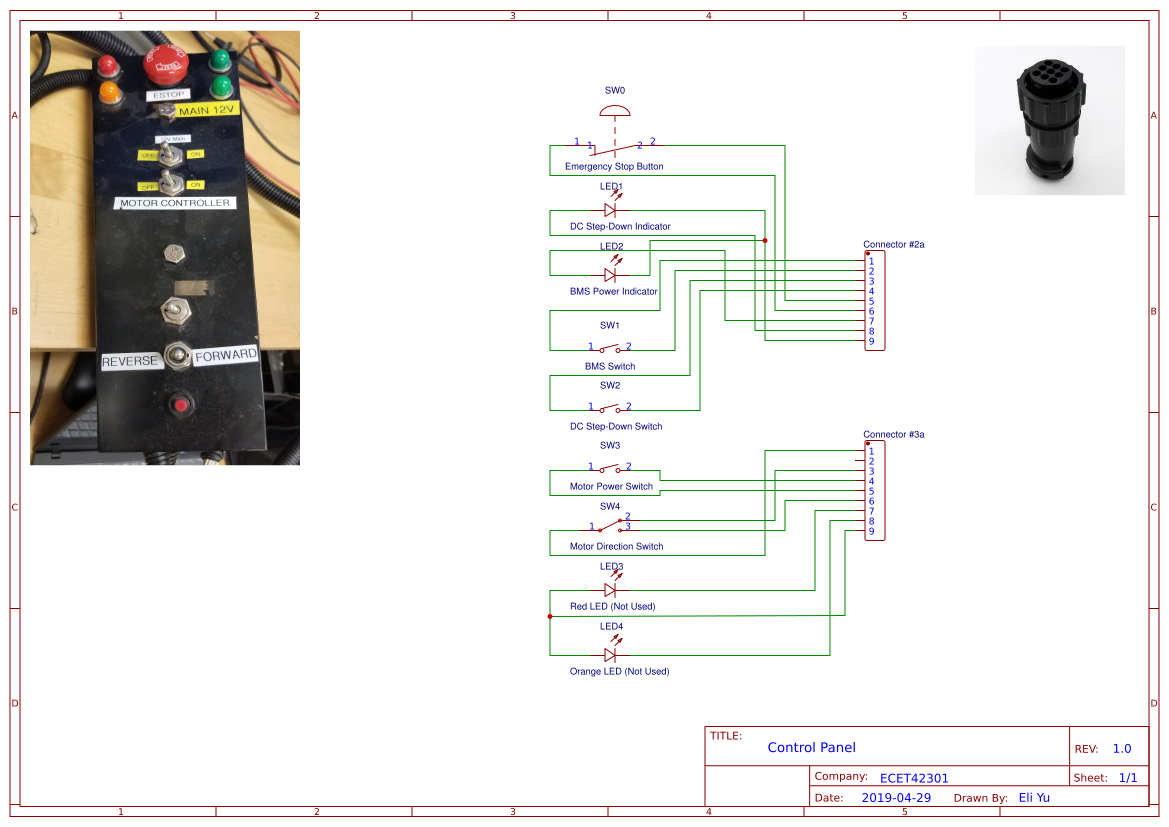 1 2 3 4 5
A A
B B
C C
D D
1 2 3 4 5
ESTOP
MAIN 12V
12V Main
OFF ON
OFF ON
MOTOR CONTROLLER
REVERSE FORWARD
SW0
1 1 2 2
Emergency Stop Button
LED1
DC Step-Down Indicator
LED2
BMS Power Indicator
SW1
1 2
BMS Switch
SW2
1 2
DC Step-Down Switch
SW3
1 2
Motor Power Switch
SW4
1 2 3
Motor Direction Switch
LED3
Red LED (Not Used)
LED4
Orange LED (Not Used)
Connector #2a
1
2
3
4
5
6
7
8
9
Connector #3a
1
2
3
4
5
6
7
8
9
TITLE:
Control Panel
REV: 1.0
Company: ECET42301
Sheet: 1/1
Date: 2019-04-29 Drawn By: Eli Yu